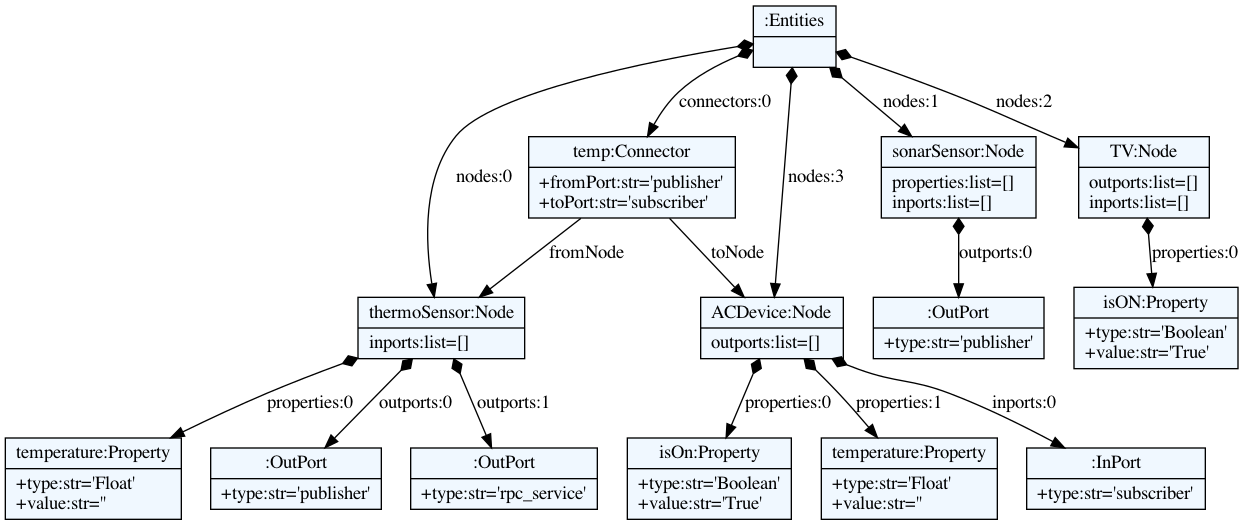 :Entities
connectors:0
nodes:1
nodes:2
temp:Connector
+fromPort:str='publisher'
+toPort:str='subscriber'
nodes:0
nodes:3
sonarSensor:Node
properties:list=[]
inports:list=[]
TV:Node
outports:list=[]
inports:list=[]
fromNode
toNode
outports:0
properties:0
thermoSensor:Node
inports:list=[]
ACDevice:Node
outports:list=[]
:OutPort
+type:str='publisher'
isON:Property
+type:str='Boolean'
+value:str='True'
properties:0
outports:0
outports:1
properties:0
properties:1
inports:0
temperature:Property
+type:str='Float'
+value:str=''
:OutPort
+type:str='publisher'
:OutPort
+type:str='rpc_service'
isOn:Property
+type:str='Boolean'
+value:str='True'
temperature:Property
+type:str='Float'
+value:str=''
:InPort
+type:str='subscriber'